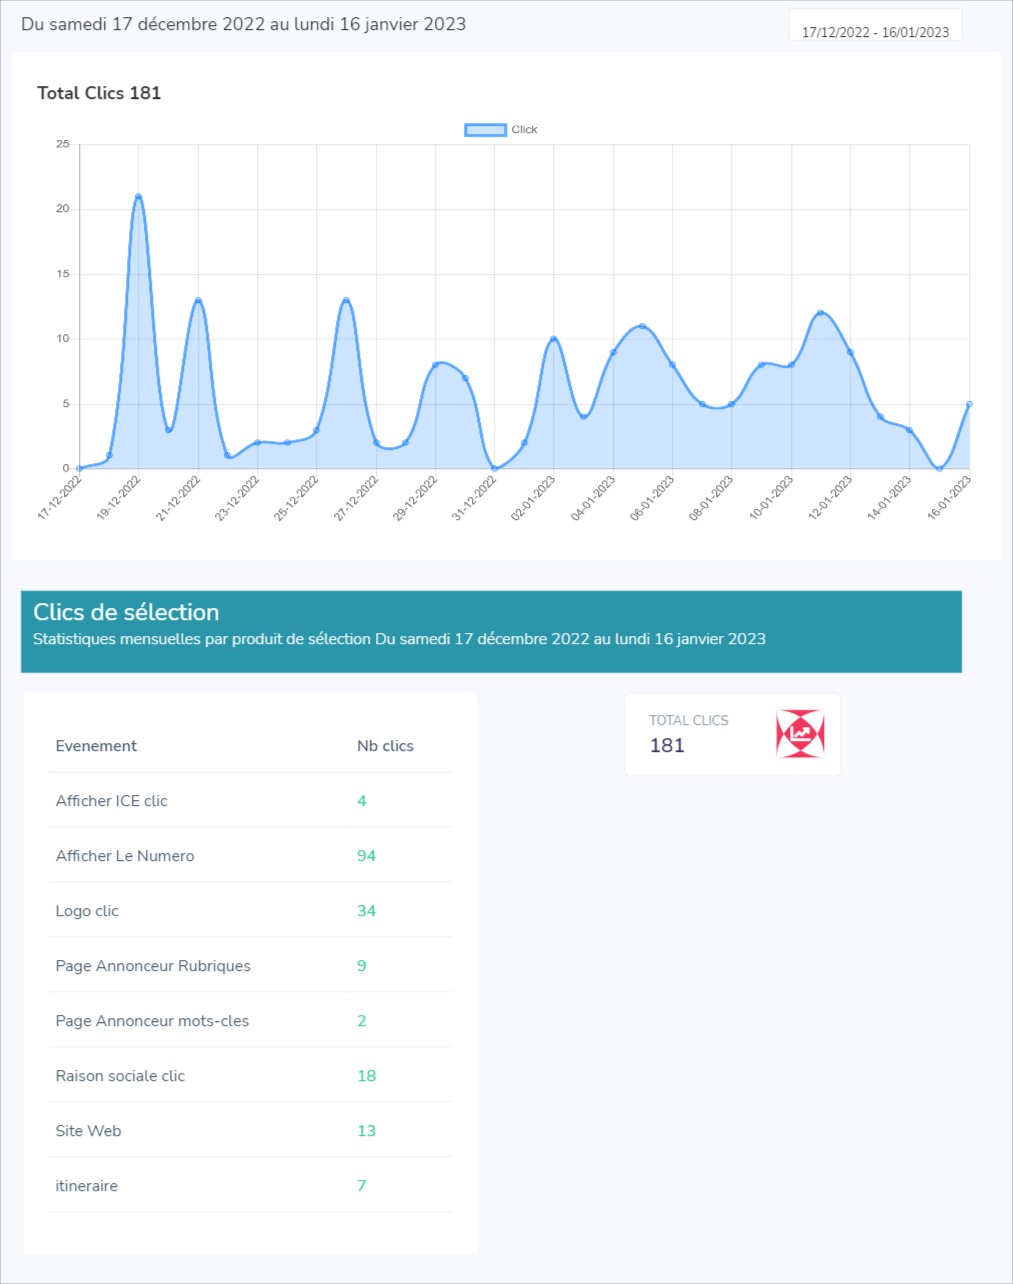 Du samedi 17 décembre 2022 au lundi 16 janvier 2023
17/12/2022 - 16/01/2023
Total Clics 181
Click
25
20
15
10
5
0
17-12-2022
19-12-2022
21-12-2022
23-12-2022
25-12-2022
27-12-2022
29-12-2022
31-12-2022
02-01-2023
04-01-2023
06-01-2023
08-01-2023
10-01-2023
12-01-2023
14-01-2023
16-01-2023
Clics de sélection
Statistiques mensuelles par produit de sélection Du samedi 17 décembre 2022 au lundi 16 janvier 2023
TOTAL CLICS
181
Evenement Nb clics
Afficher ICE clic 4
Afficher Le Numero 94
Logo clic 34
Page Annonceur Rubriques 9
Page Annonceur mots-cles 2
Raison sociale clic 18
Site Web 13
itineraire 7